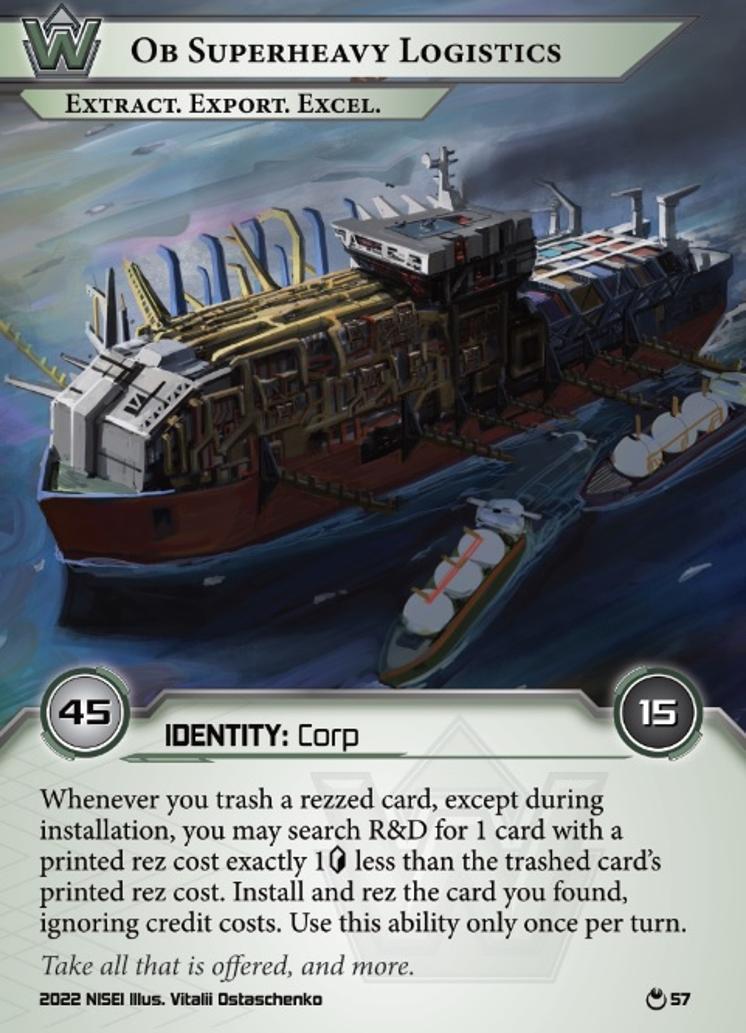 Ob Superheavy Logistics
Extract. Export. Excel.
45
15
IDENTITY: Corp
Whenever you trash a rezzed card, except during
installation, you may search R&D for 1 card with a
printed rez cost exactly 1 less than the trashed card's
printed rez cost. Install and rez the card you found,
ignoring credit costs. Use this ability only once per turn.
Take all that is offered, and more.
2022 NISEI Illus. Vitalii Ostaschenko
57